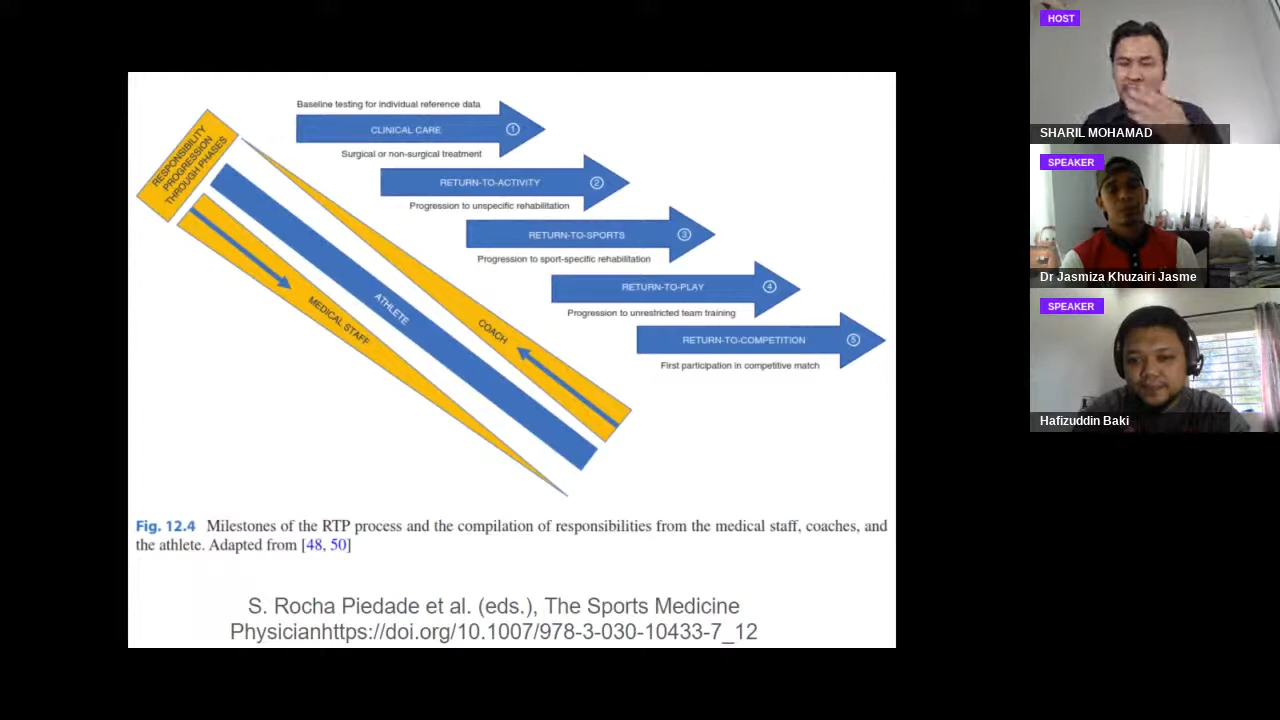 RESPONSIBILITY
PROGRESSION
THROUGH PHASES
Baseline testing for individual reference data
CLINICAL CARE 1
Surgical or non-surgical treatment
RETURN-TO-ACTIVITY 2
Progression to unspecific rehabilitation
RETURN-TO-SPORTS 3
Progression to sport-specific rehabilitation
RETURN-TO-PLAY 4
Progression to unrestricted team training
RETURN-TO-COMPETITION 5
First participation in competitive match
MEDICAL STAFF
ATHLETE
COACH
Fig. 12.4 Milestones of the RTP process and the compilation of responsibilities from the medical staff, coaches, and
the athlete. Adapted from [48, 50]
S. Rocha Piedade et al. (eds.), The Sports Medicine
Physicianhttps://doi.org/10.1007/978-3-030-10433-7_12
HOST
SHARIL MOHAMAD
SPEAKER
Dr Jasmiza Khuzairi Jasme
SPEAKER
Hafizuddin Baki